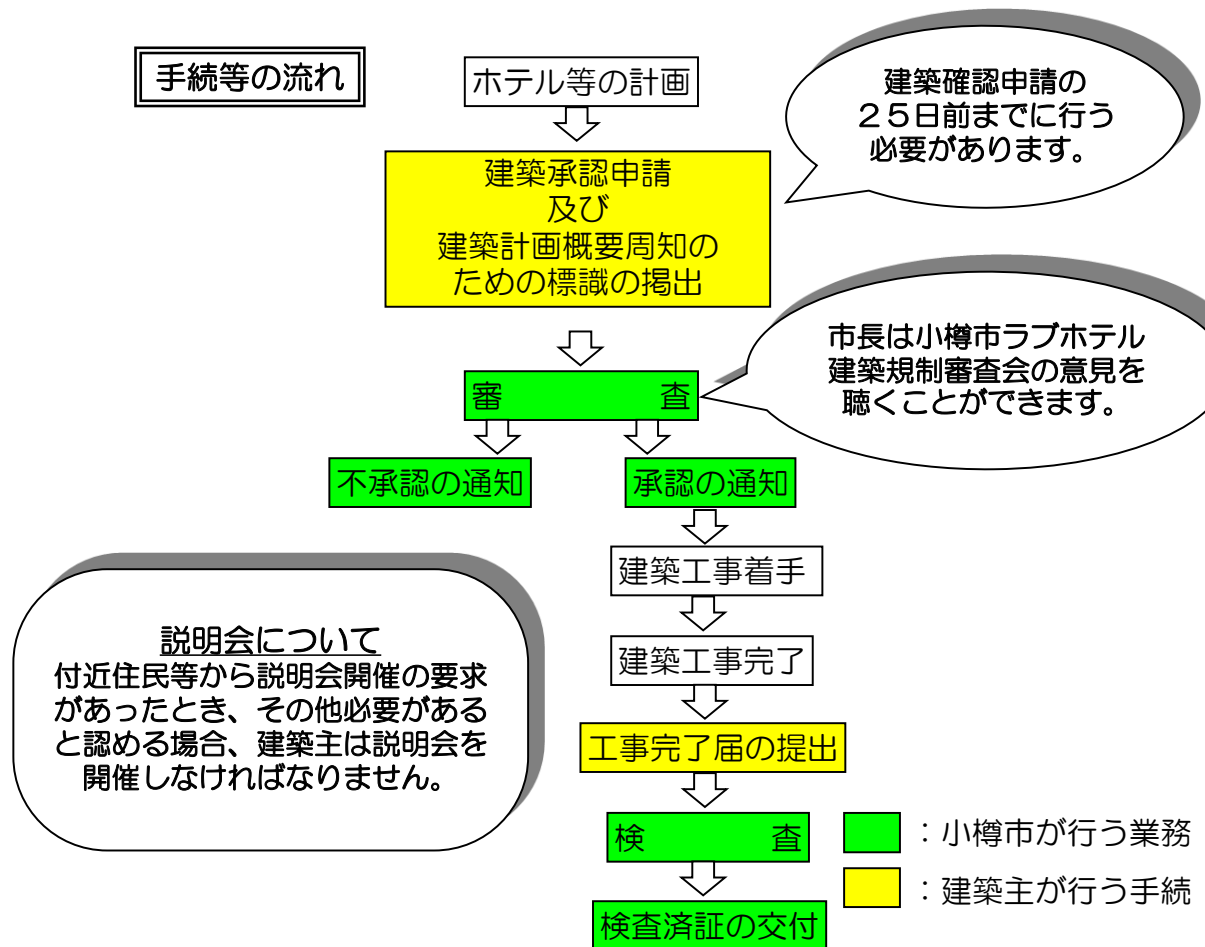 手続等の流れ
ホテル等の計画
建築確認申請の
２５日前までに行う
必要があります。
建築承認申請
及び
建築計画概要周知の
ための標識の掲出
市長は小樽市ラブホテル
建築規制審査会の意見を
聴くことができます。
審　　　査
不承認の通知
承認の通知
建築工事着手
説明会について
付近住民等から説明会開催の要求
があったとき、その他必要がある
と認める場合、建築主は説明会を
開催しなければなりません。
建築工事完了
工事完了届の提出
検　　　査
：小樽市が行う業務
：建築主が行う手続
検査済証の交付